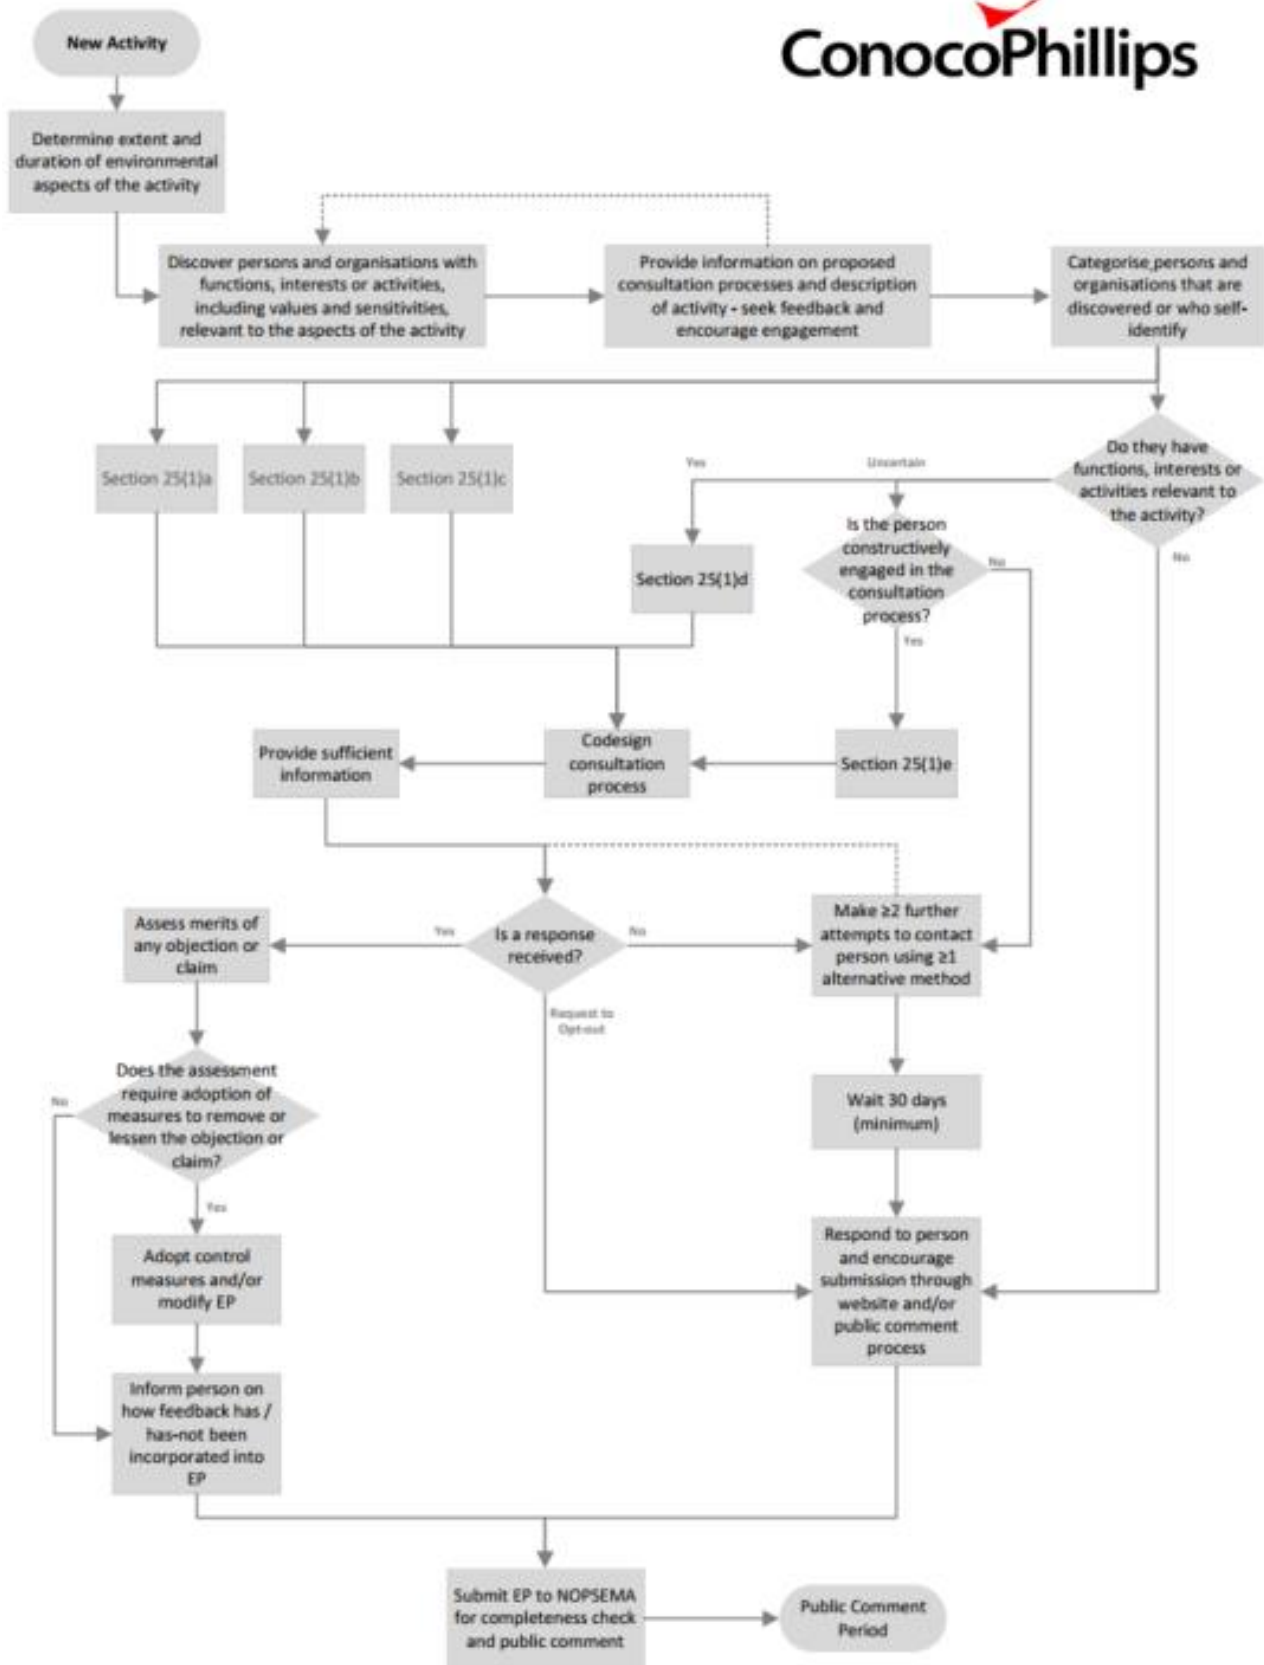 ConocoPhillips
New Activity
Determine extent and
duration of environmental
aspects of the activity
Discover persons and organisations with
functions, interests or activities,
including values and sensitivities,
relevant to the aspects of the activity
Provide information on proposed
consultation processes and description
of activity - seek feedback and
encourage engagement
Categorise persons and
organisations that are
discovered or who self-
identify
Section 25(1)a
Section 25(1)b
Section 25(1)c
Do they have
functions, interests or
activities relevant to
the activity?
Yes
Uncertain
No
Section 25(1)d
Is the person
constructively
engaged in the
consultation
process?
No
Yes
Provide sufficient
information
Codesign
consultation
process
Section 25(1)e
Assess merits of
any objection or
claim
Yes
Is a response
received?
No
Make ≥2 further
attempts to contact
person using ≥1
alternative method
Request to
Opt-out
Does the assessment
require adoption of
measures to remove or
lessen the objection or
claim?
No
Yes
Wait 30 days
(minimum)
Adopt control
measures and/or
modify EP
Respond to person
and encourage
submission through
website and/or
public comment
process
Inform person on
how feedback has /
has-not been
incorporated into
EP
Submit EP to NOPSEMA
for completeness check
and public comment
Public Comment
Period